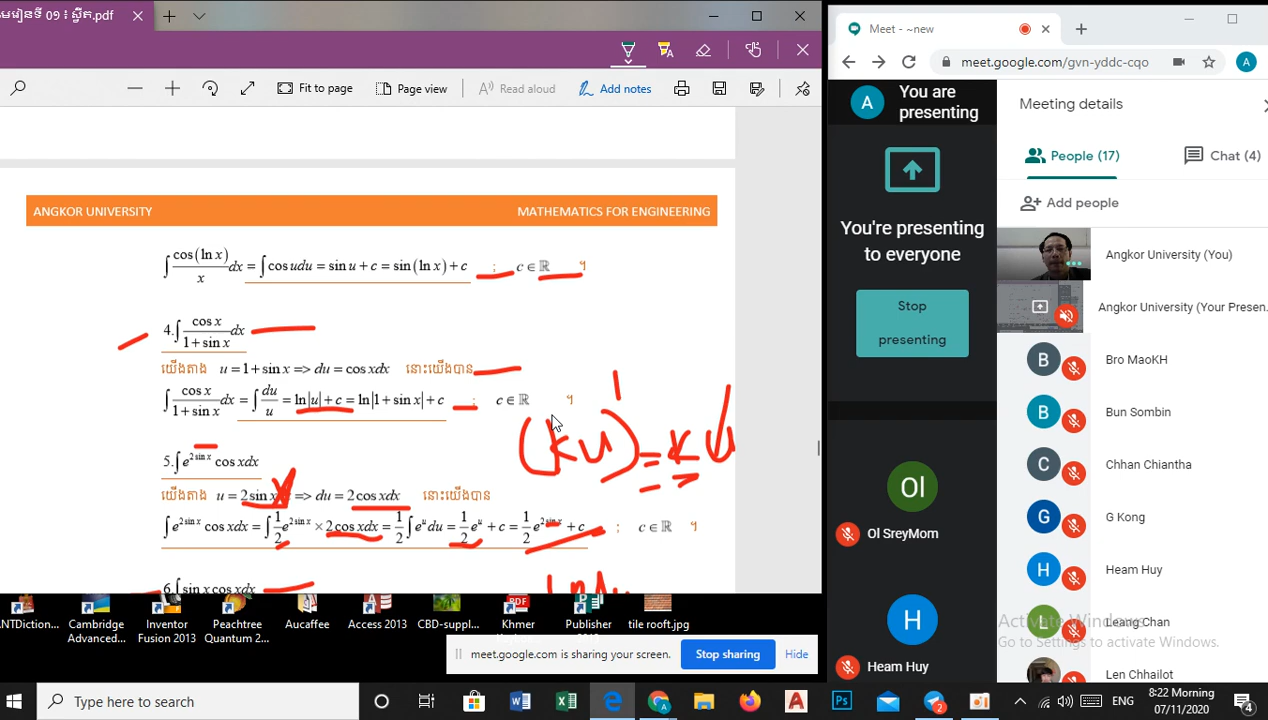 មេរៀនទី 09 ៖ ស្វ៊ីត.pdf
Fit to page
Page view
Read aloud
Add notes
ANGKOR UNIVERSITY
MATHEMATICS FOR ENGINEERING
∫ cos(ln x)/x dx = ∫ cos udu = sin u + c = sin(ln x) + c ; c ∈ ℝ ។
4. ∫ cos x/(1 + sin x) dx
យើងតាង u = 1 + sin x => du = cos xdx នោះយើងបាន
∫ cos x/(1 + sin x) dx = ∫ du/u = ln|u| + c = ln|1 + sin x| + c ; c ∈ ℝ ។
(ku)' = k u'
5. ∫ e^{2sin x} cos xdx
យើងតាង u = 2sin x => du = 2cos xdx នោះយើងបាន
∫ e^{2sin x} cos xdx = ∫ 1/2 e^{2sin x} × 2cos xdx = 1/2 ∫ e^u du = 1/2 e^u + c = 1/2 e^{2sin x} + c ; c ∈ ℝ ។
6. ∫ sin x cos xdx
NTDiction...
Cambridge Advanced...
Inventor Fusion 2013
Peachtree Quantum 2...
Aucaffee
Access 2013
CBD-suppl...
Khmer
Publisher 2013
tile rooft.jpg
meet.google.com is sharing your screen.
Stop sharing
Hide
Type here to search
Meet - ~new
meet.google.com/gvn-yddc-cqo
A
A
You are presenting
You're presenting to everyone
Stop presenting
Ol
Ol SreyMom
H
Heam Huy
Meeting details
People (17)
Chat (4)
Add people
Angkor University (You)
Angkor University (Your Presen...
B
Bro MaoKH
B
Bun Sombin
C
Chhan Chiantha
G
G Kong
H
Heam Huy
L
Leang Chan
Len Chhailot
Activate Windows
Go to Settings to activate Windows.
ENG
8:22 Morning
07/11/2020
4